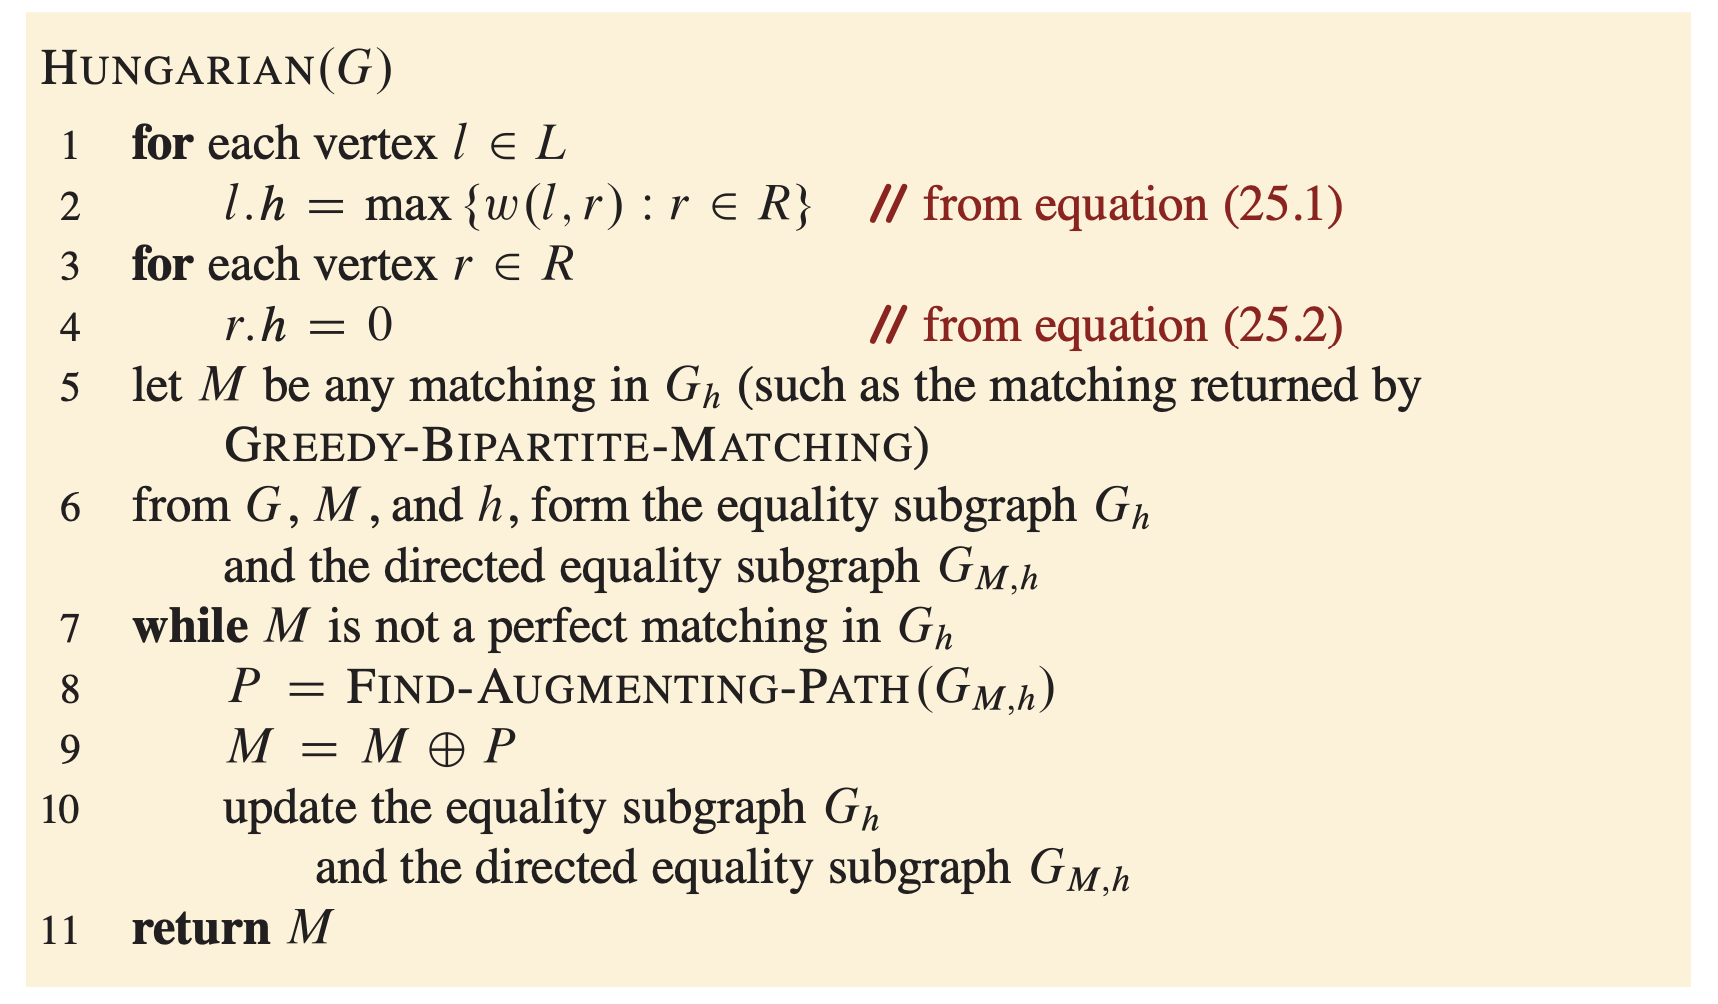 HUNGARIAN(G)
1 for each vertex l ∈ L
2 l.h = max {w(l, r) : r ∈ R} // from equation (25.1)
3 for each vertex r ∈ R
4 r.h = 0 // from equation (25.2)
5 let M be any matching in G_h (such as the matching returned by
GREEDY-BIPARTITE-MATCHING)
6 from G, M, and h, form the equality subgraph G_h
and the directed equality subgraph G_{M,h}
7 while M is not a perfect matching in G_h
8 P = FIND-AUGMENTING-PATH(G_{M,h})
9 M = M ⊕ P
10 update the equality subgraph G_h
and the directed equality subgraph G_{M,h}
11 return M